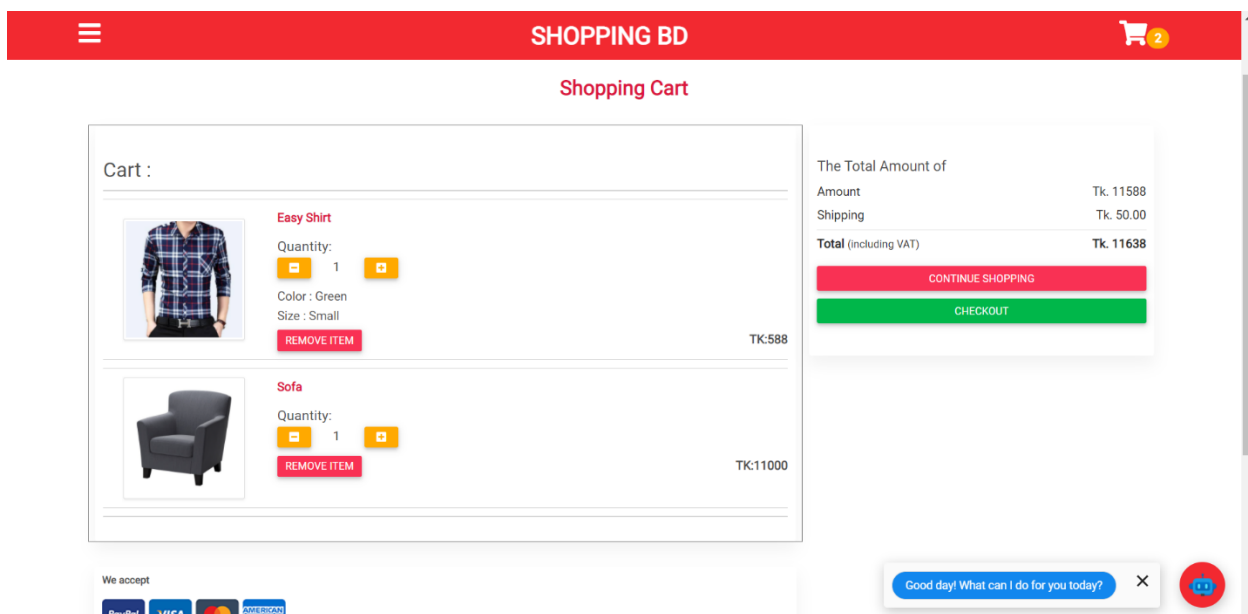 SHOPPING BD
2
Shopping Cart
Cart :
Easy Shirt
Quantity:
1
Color : Green
Size : Small
REMOVE ITEM
TK:588
Sofa
Quantity:
1
REMOVE ITEM
TK:11000
The Total Amount of
Amount Tk. 11588
Shipping Tk. 50.00
Total (including VAT) Tk. 11638
CONTINUE SHOPPING
CHECKOUT
We accept
PayPal VISA AMERICAN
Good day! What can I do for you today?